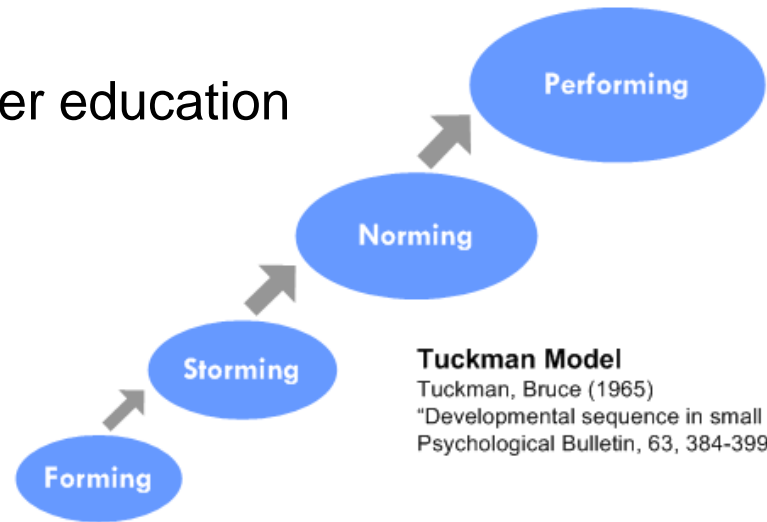 er education
Performing
Norming
Storming
Forming
Tuckman Model
Tuckman, Bruce (1965)
“Developmental sequence in small
Psychological Bulletin, 63, 384-399